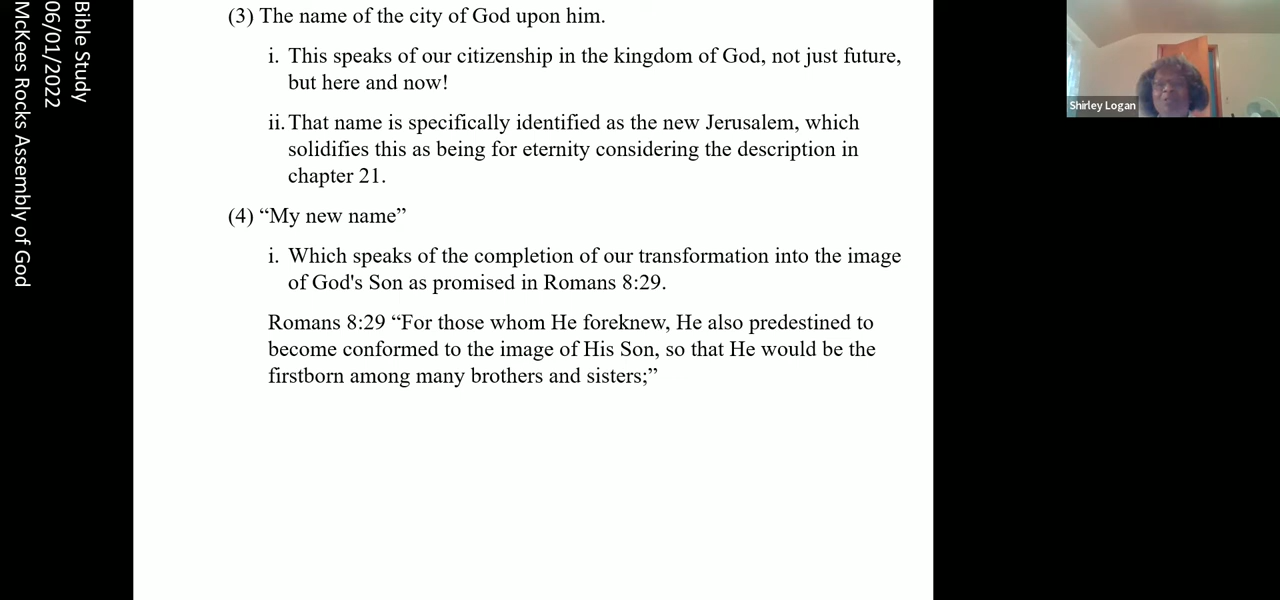 Bible Study
06/01/2022
McKees Rocks Assembly of God
(3) The name of the city of God upon him.
i. This speaks of our citizenship in the kingdom of God, not just future,
but here and now!
ii. That name is specifically identified as the new Jerusalem, which
solidifies this as being for eternity considering the description in
chapter 21.
(4) “My new name”
i. Which speaks of the completion of our transformation into the image
of God's Son as promised in Romans 8:29.
Romans 8:29 “For those whom He foreknew, He also predestined to
become conformed to the image of His Son, so that He would be the
firstborn among many brothers and sisters;”
Shirley Logan